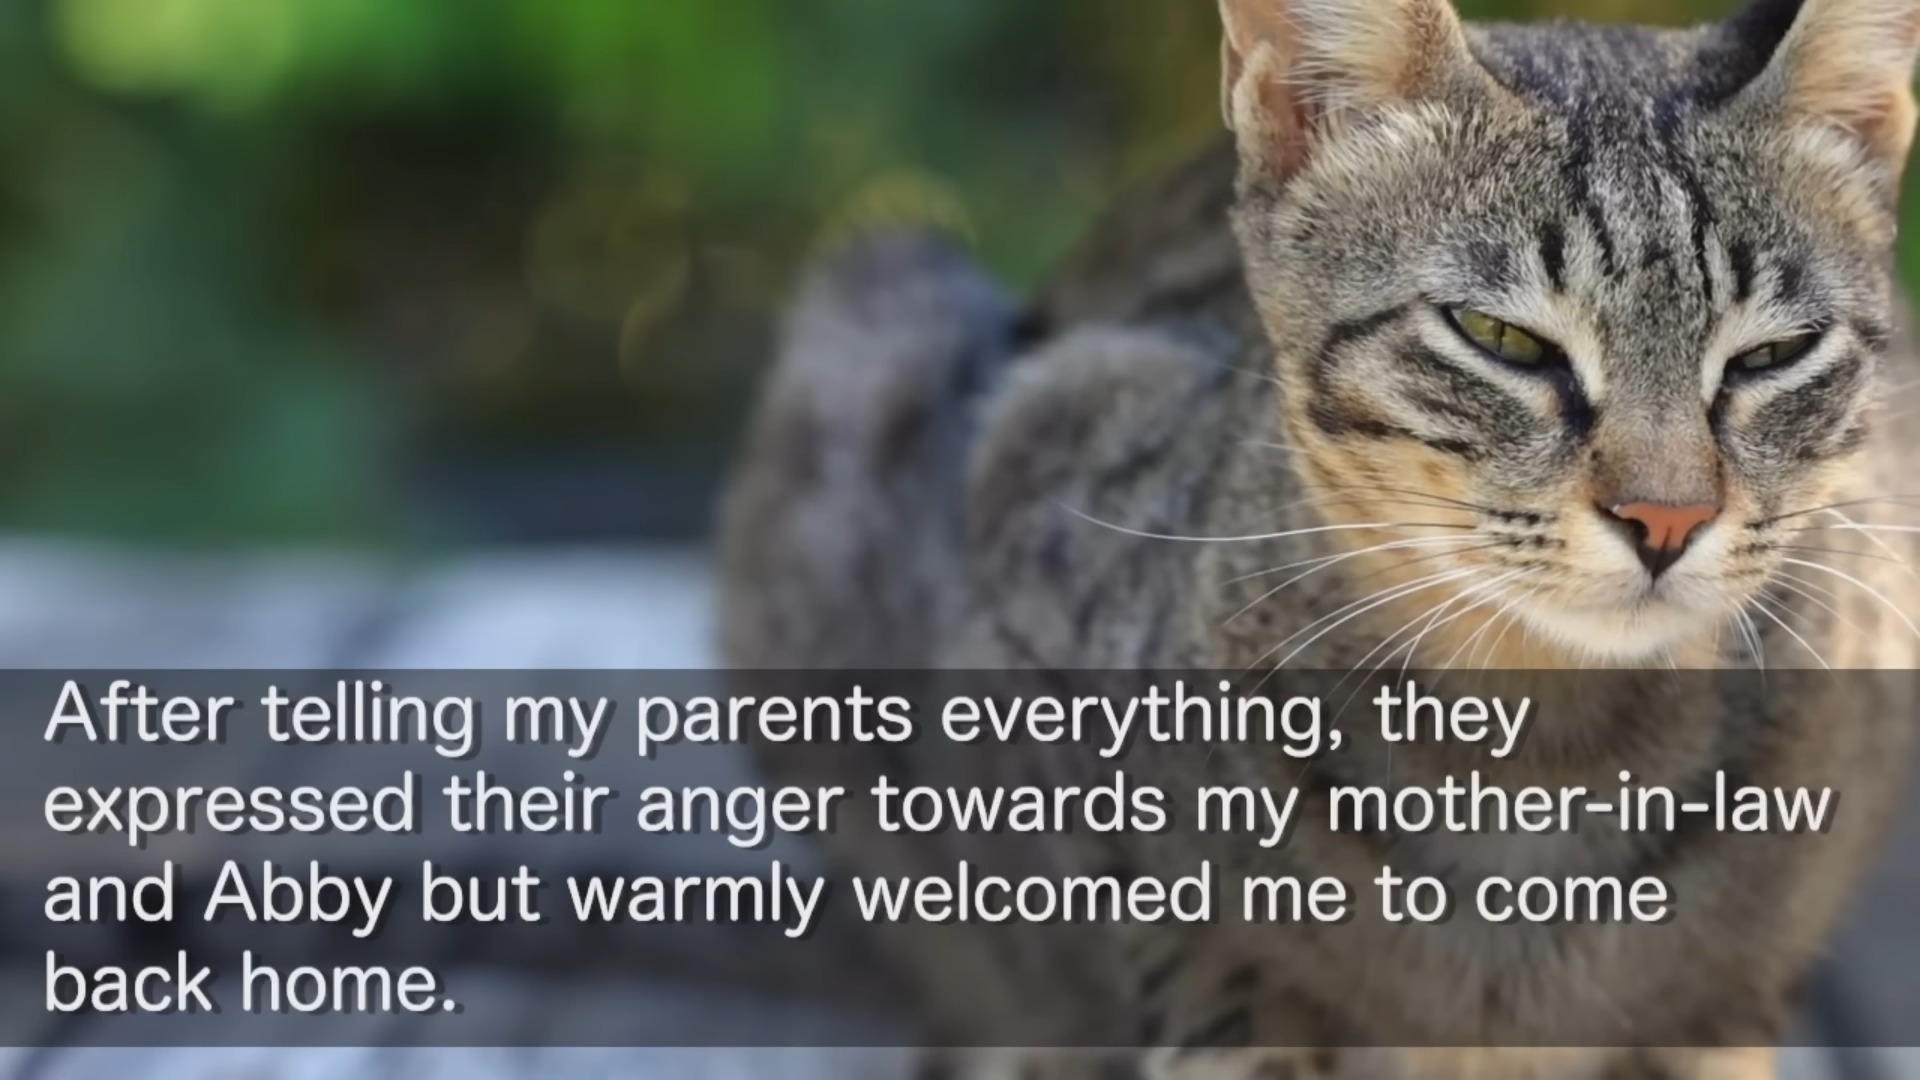 After telling my parents everything, they
expressed their anger towards my mother-in-law
and Abby but warmly welcomed me to come
back home.